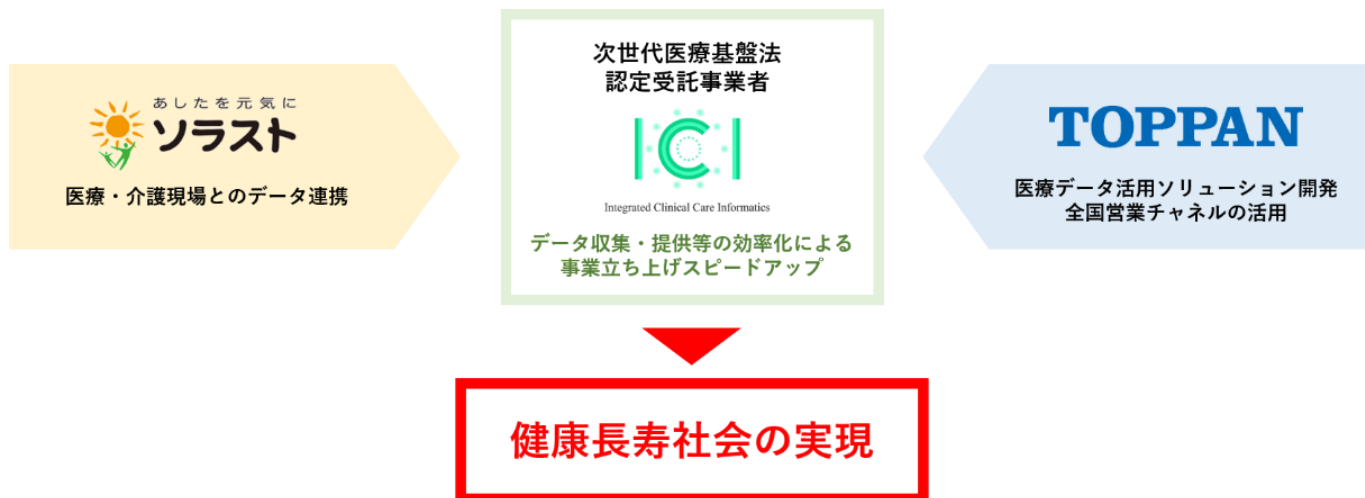 あしたを元気に
ソラスト
医療・介護現場とのデータ連携
次世代医療基盤法
認定受託事業者
ICI
Integrated Clinical Care Informatics
データ収集・提供等の効率化による
事業立ち上げスピードアップ
TOPPAN
医療データ活用ソリューション開発
全国営業チャネルの活用
健康長寿社会の実現